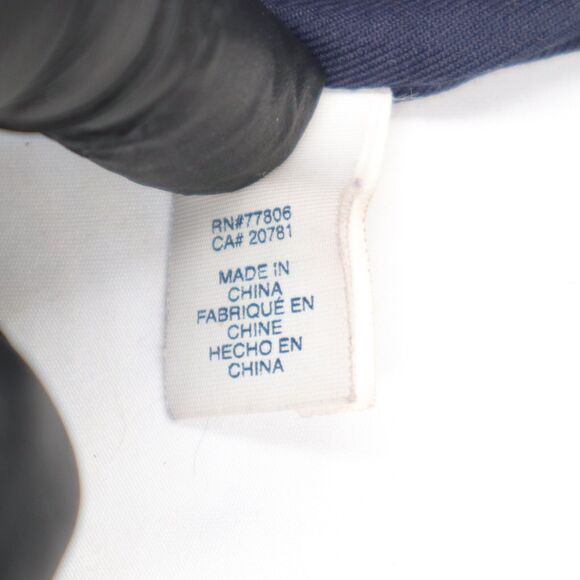 RN#77806
CA# 20781
MADE IN
CHINA
FABRIQUÉ EN
CHINE
HECHO EN
CHINA